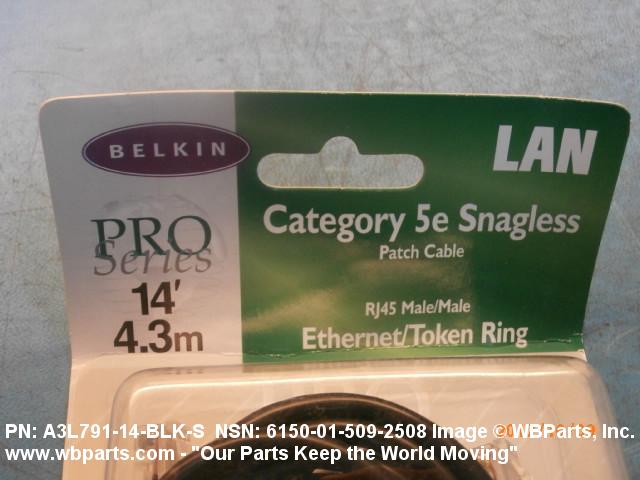 BELKIN
LAN
PRO
Series
14'
4.3m
Category 5e Snagless
Patch Cable
RJ45 Male/Male
Ethernet/Token Ring
PN: A3L791-14-BLK-S NSN: 6150-01-509-2508 Image © WBParts, Inc.
www.wbparts.com - "Our Parts Keep the World Moving"